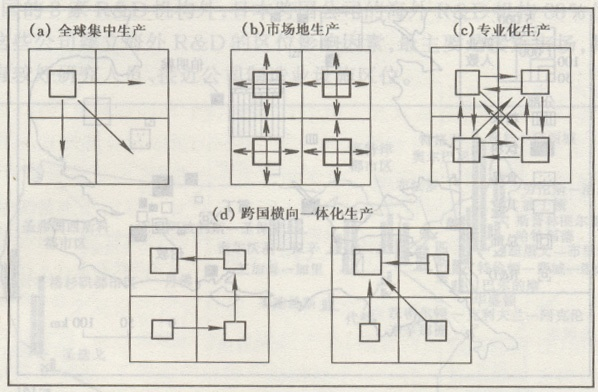 (a) 全球集中生产
(b) 市场地生产
(c) 专业化生产
(d) 跨国横向一体化生产